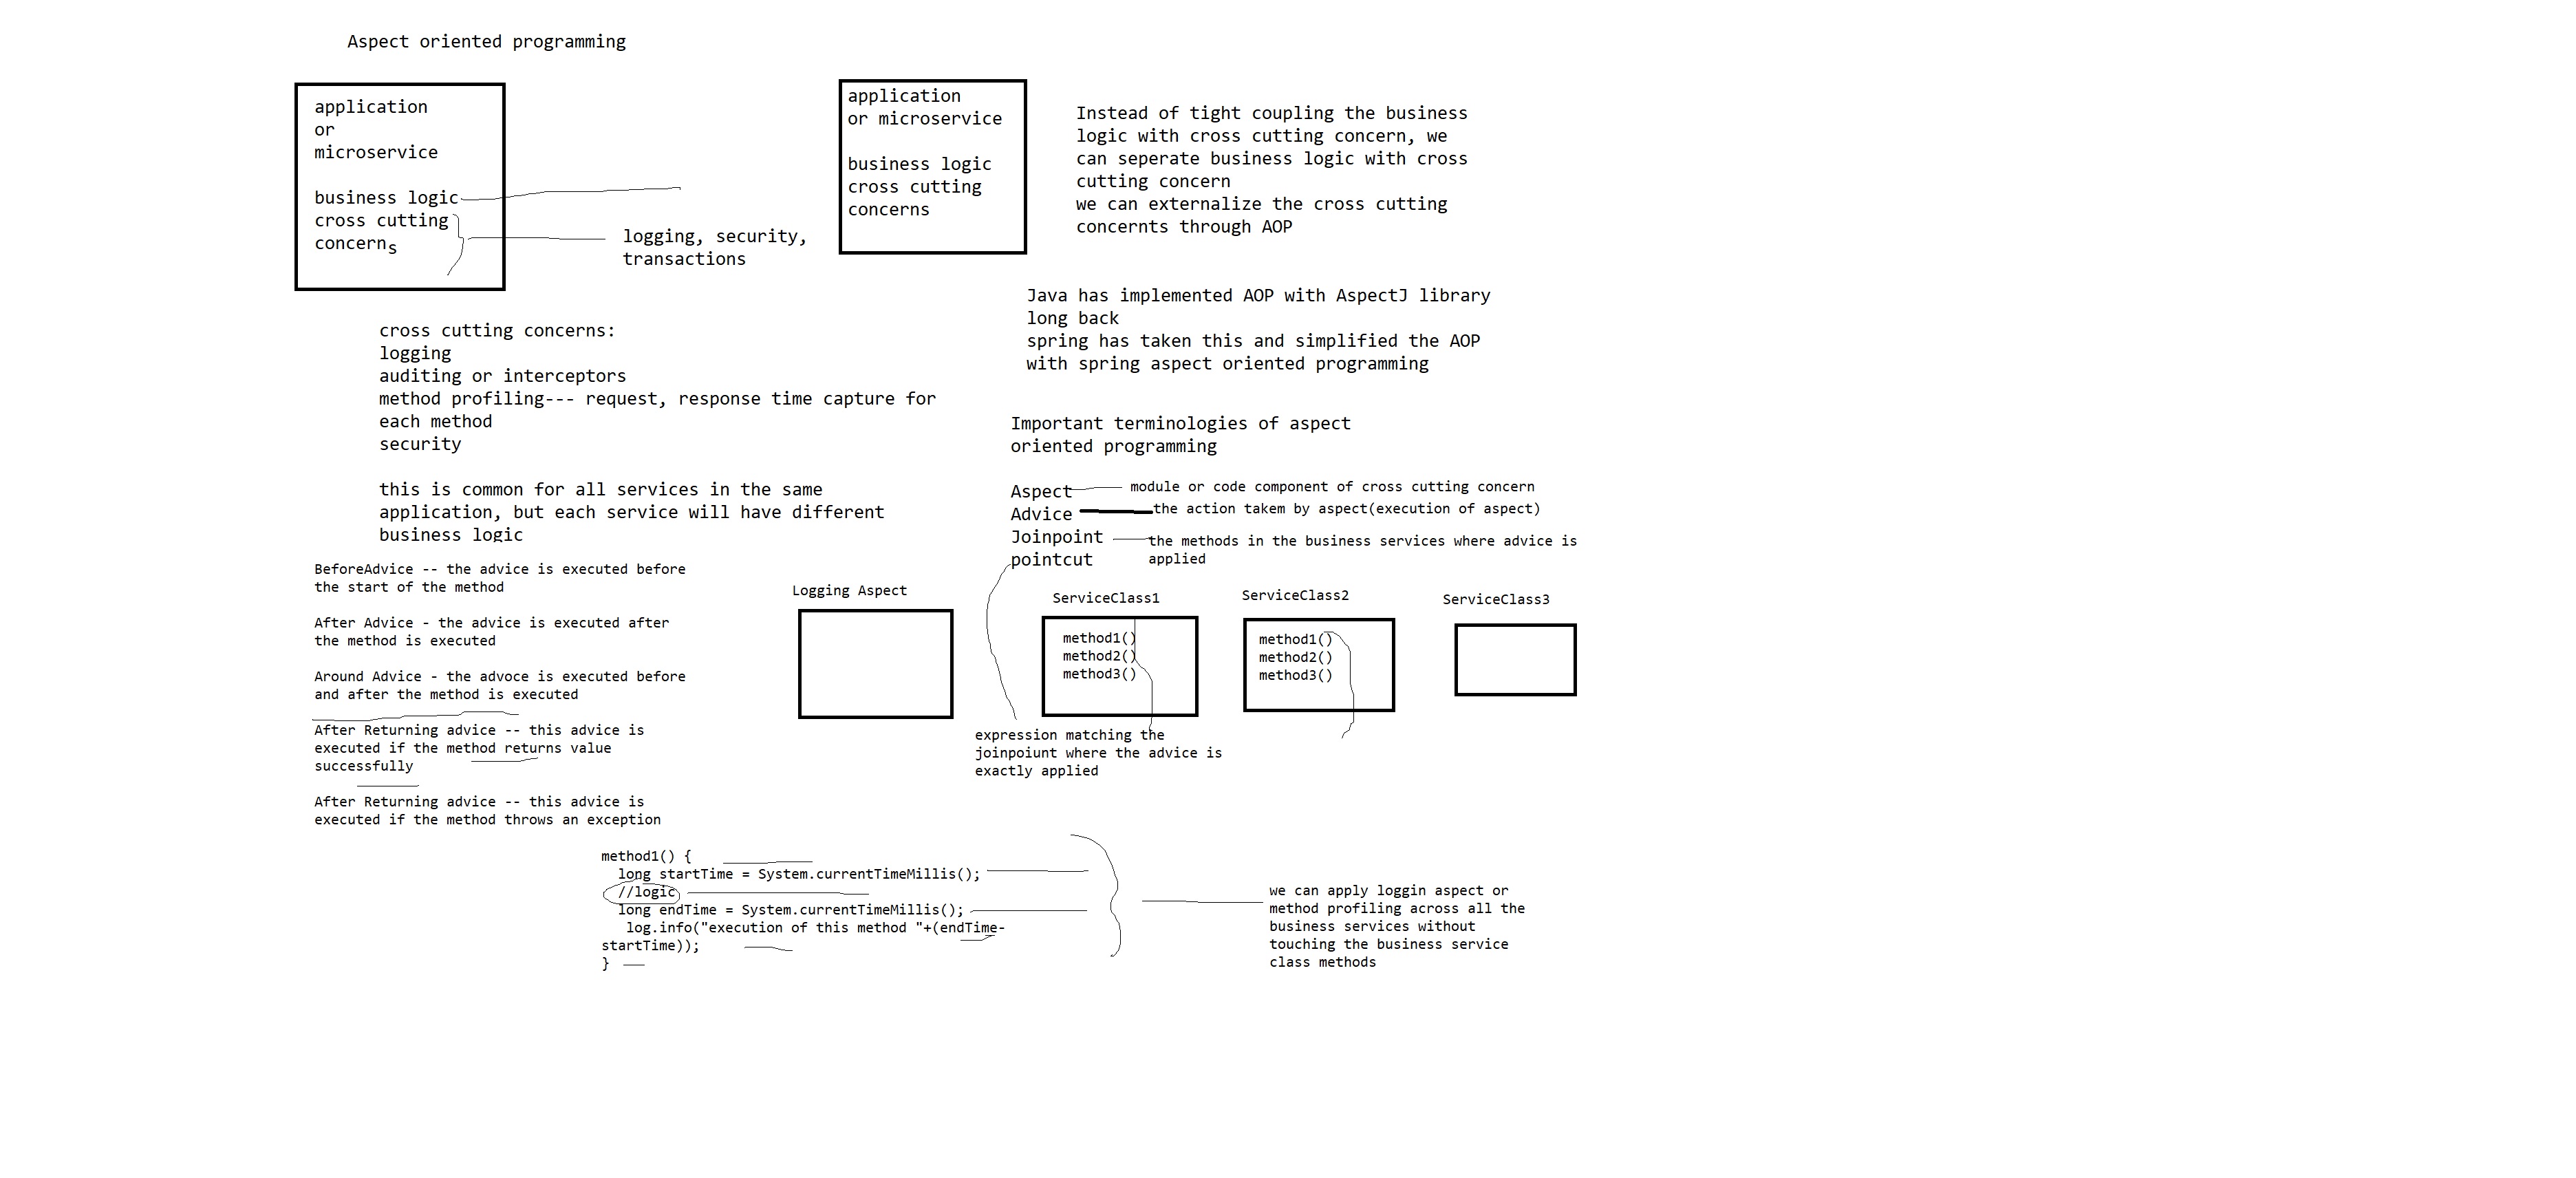 Aspect oriented programming
application
or
microservice
business logic
cross cutting
concerns
logging, security,
transactions
application
or microservice
business logic
cross cutting
concerns
Instead of tight coupling the business
logic with cross cutting concern, we
can seperate business logic with cross
cutting concern
we can externalize the cross cutting
concernts through AOP
Java has implemented AOP with AspectJ library
long back
spring has taken this and simplified the AOP
with spring aspect oriented programming
cross cutting concerns:
logging
auditing or interceptors
method profiling--- request, response time capture for
each method
security
this is common for all services in the same
application, but each service will have different
business logic
Important terminologies of aspect
oriented programming
Aspect
module or code component of cross cutting concern
Advice
the action takem by aspect(execution of aspect)
Joinpoint
the methods in the business services where advice is
applied
pointcut
BeforeAdvice -- the advice is executed before
the start of the method
After Advice - the advice is executed after
the method is executed
Around Advice - the advoce is executed before
and after the method is executed
After Returning advice -- this advice is
executed if the method returns value
successfully
After Returning advice -- this advice is
executed if the method throws an exception
Logging Aspect
ServiceClass1
method1()
method2()
method3()
ServiceClass2
method1()
method2()
method3()
ServiceClass3
expression matching the
joinpoiunt where the advice is
exactly applied
method1() {
long startTime = System.currentTimeMillis();
//logic
long endTime = System.currentTimeMillis();
log.info("execution of this method "+(endTime-
startTime));
}
we can apply loggin aspect or
method profiling across all the
business services without
touching the business service
class methods